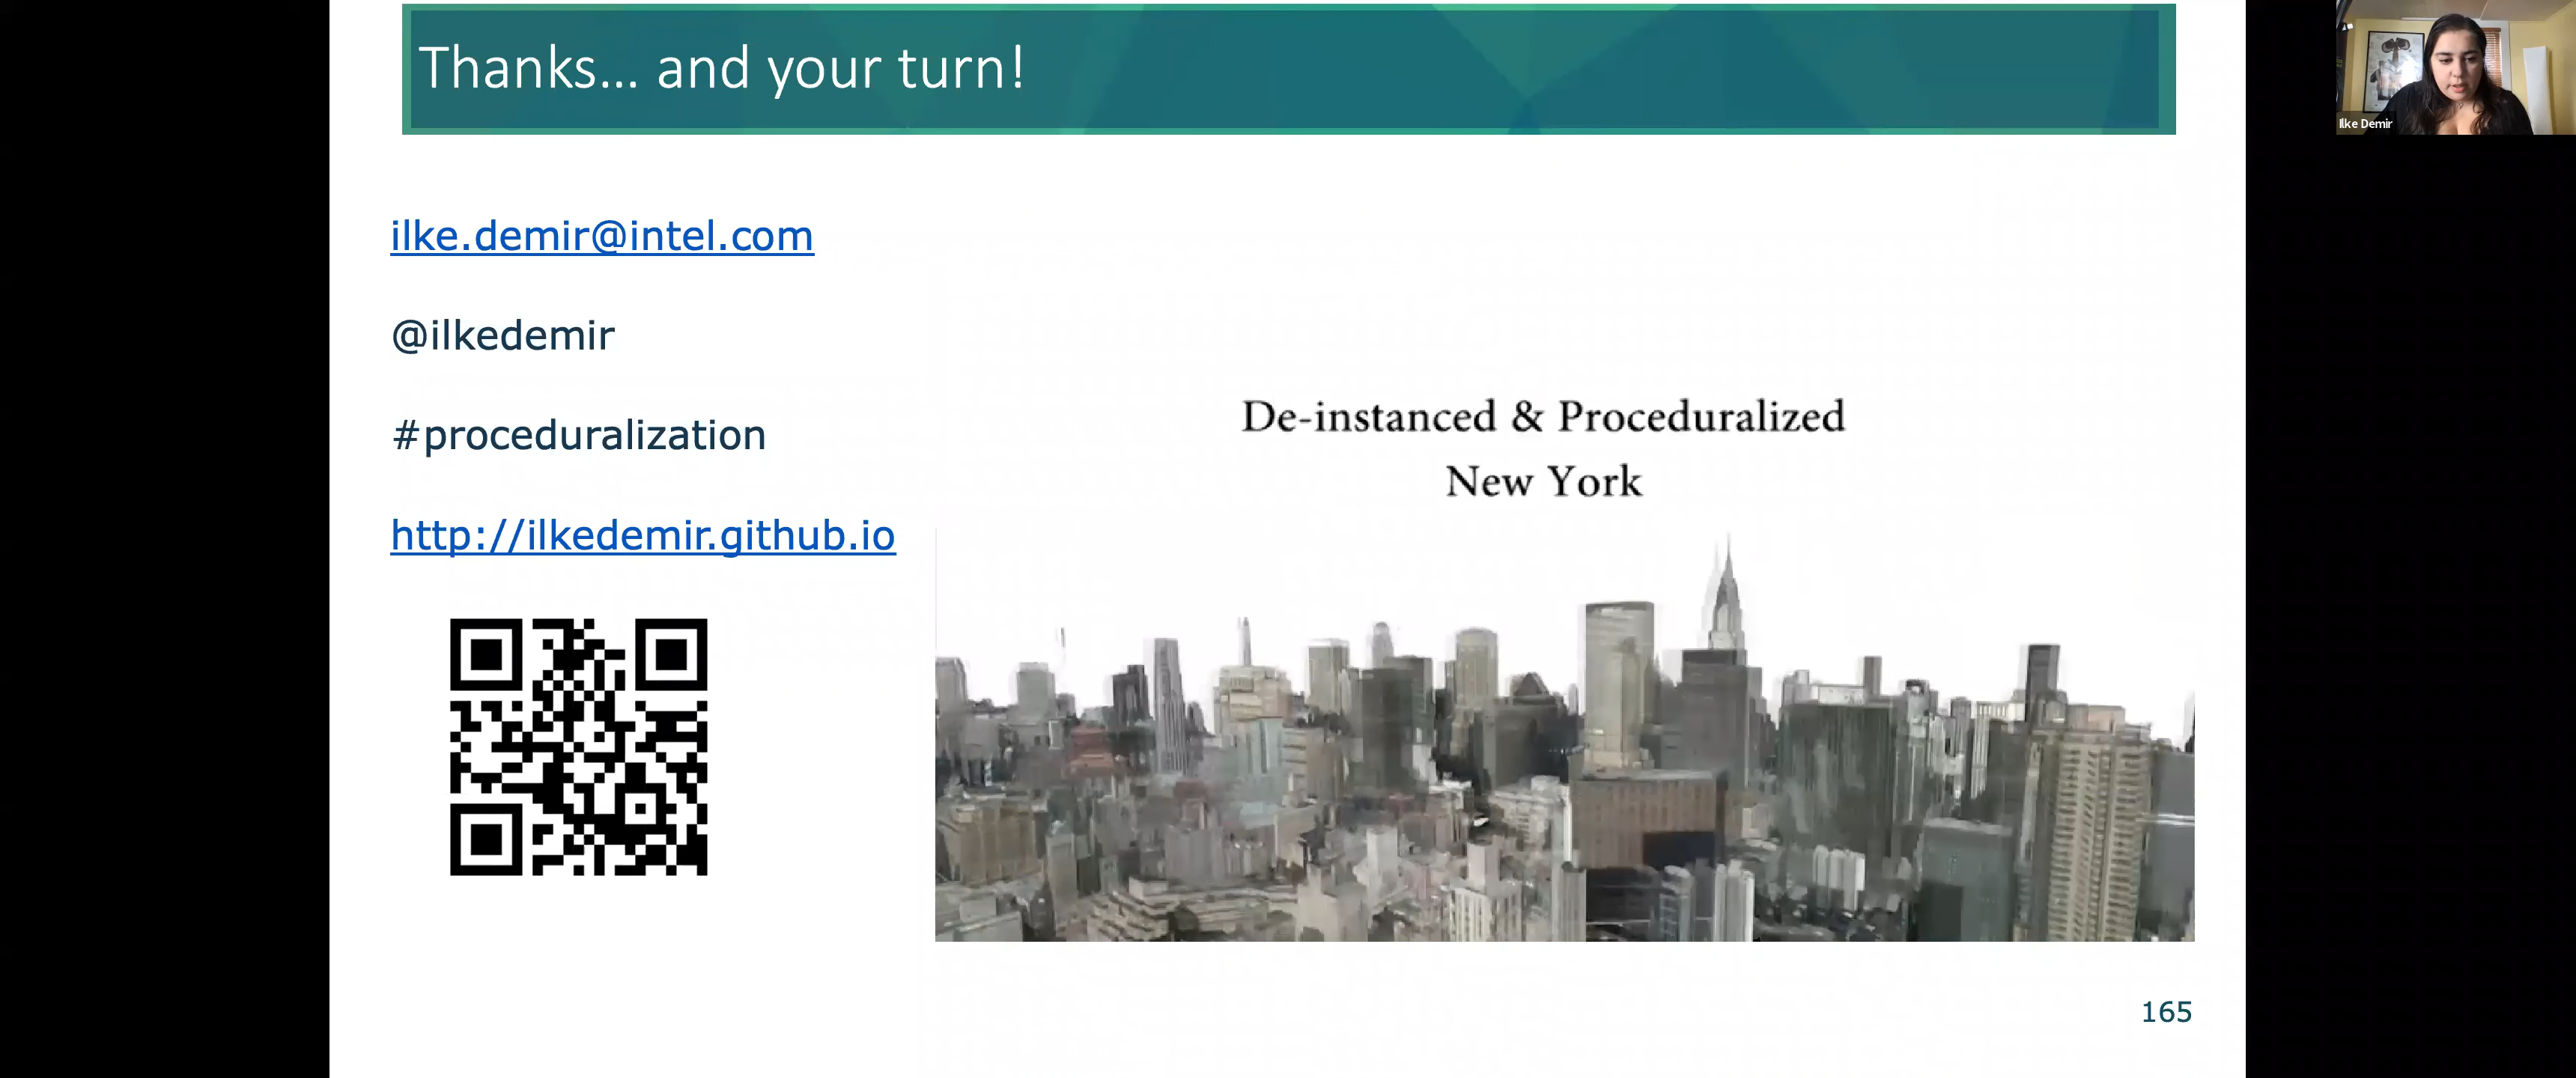 Thanks... and your turn!
Ilke Demir
ilke.demir@intel.com
@ilkedemir
#proceduralization
http://ilkedemir.github.io
De-instanced & Proceduralized
New York
165